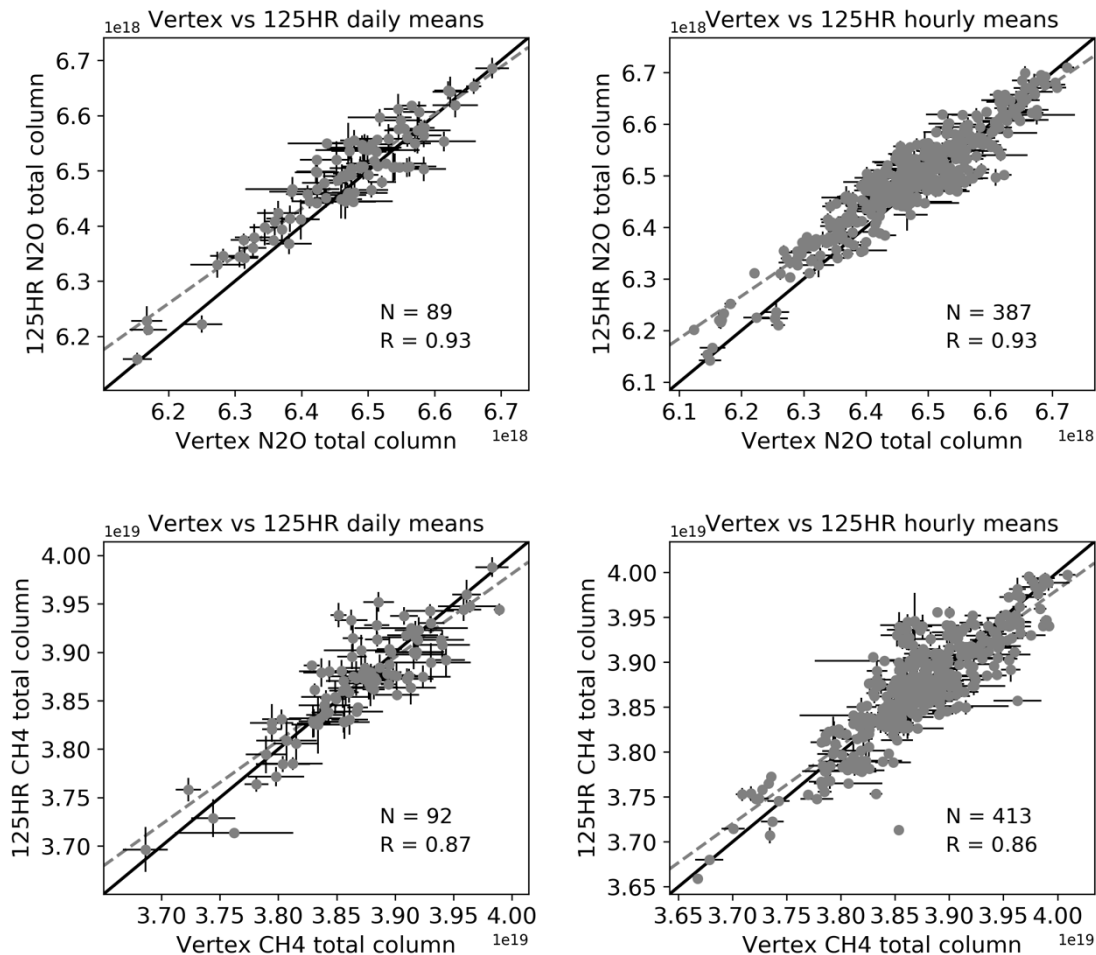 Vertex vs 125HR daily means
1e18
125HR N2O total column
6.7
6.6
6.5
6.4
6.3
6.2
N = 89
R = 0.93
6.2 6.3 6.4 6.5 6.6 6.7
Vertex N2O total column
1e18
Vertex vs 125HR hourly means
1e18
125HR N2O total column
6.7
6.6
6.5
6.4
6.3
6.2
6.1
N = 387
R = 0.93
6.1 6.2 6.3 6.4 6.5 6.6 6.7
Vertex N2O total column
1e18
Vertex vs 125HR daily means
1e19
125HR CH4 total column
4.00
3.95
3.90
3.85
3.80
3.75
3.70
N = 92
R = 0.87
3.70 3.75 3.80 3.85 3.90 3.95 4.00
Vertex CH4 total column
1e19
Vertex vs 125HR hourly means
1e19
125HR CH4 total column
4.00
3.95
3.90
3.85
3.80
3.75
3.70
3.65
N = 413
R = 0.86
3.65 3.70 3.75 3.80 3.85 3.90 3.95 4.00
Vertex CH4 total column
1e19